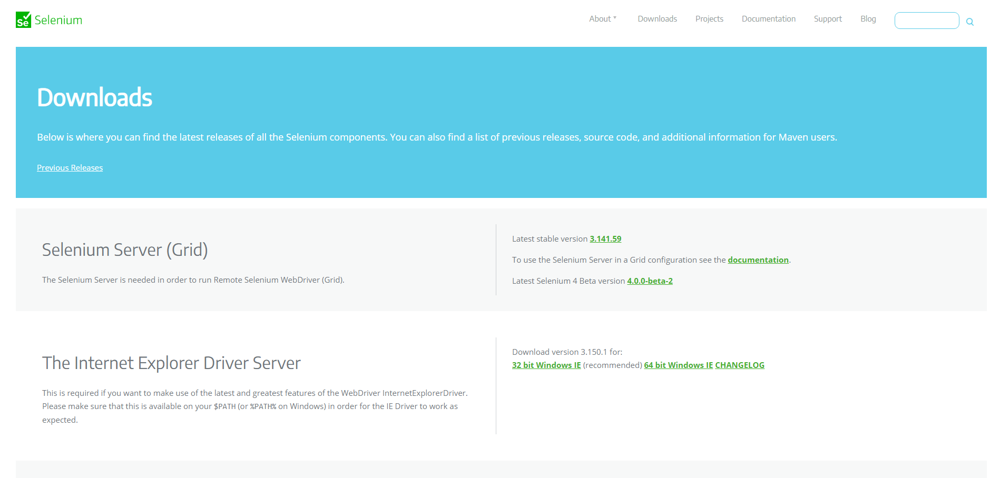 Se Selenium
About Downloads Projects Documentation Support Blog
Downloads
Below is where you can find the latest releases of all the Selenium components. You can also find a list of previous releases, source code, and additional information for Maven users.
Previous Releases
Selenium Server (Grid)
The Selenium Server is needed in order to run Remote Selenium WebDriver (Grid).
Latest stable version 3.141.59
To use the Selenium Server in a Grid configuration see the documentation.
Latest Selenium 4 Beta version 4.0.0-beta-2
The Internet Explorer Driver Server
This is required if you want to make use of the latest and greatest features of the WebDriver InternetExplorerDriver.
Please make sure that this is available on your $PATH (or %PATH% on Windows) in order for the IE Driver to work as
expected.
Download version 3.150.1 for:
32 bit Windows IE (recommended) 64 bit Windows IE CHANGELOG